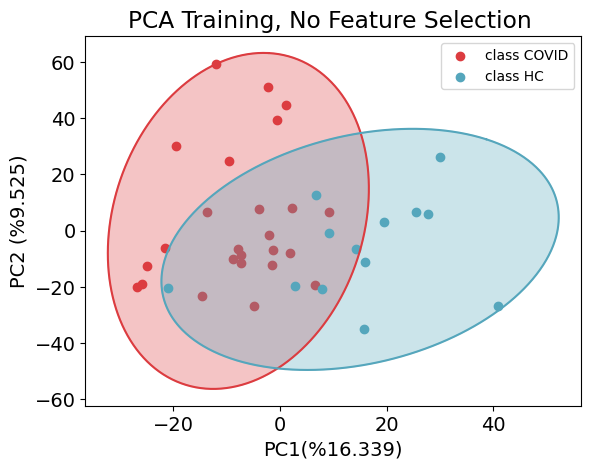 PCA Training, No Feature Selection
class COVID
class HC
60
40
20
0
−20
−40
−60
PC2 (%9.525)
−20
0
20
40
PC1(%16.339)